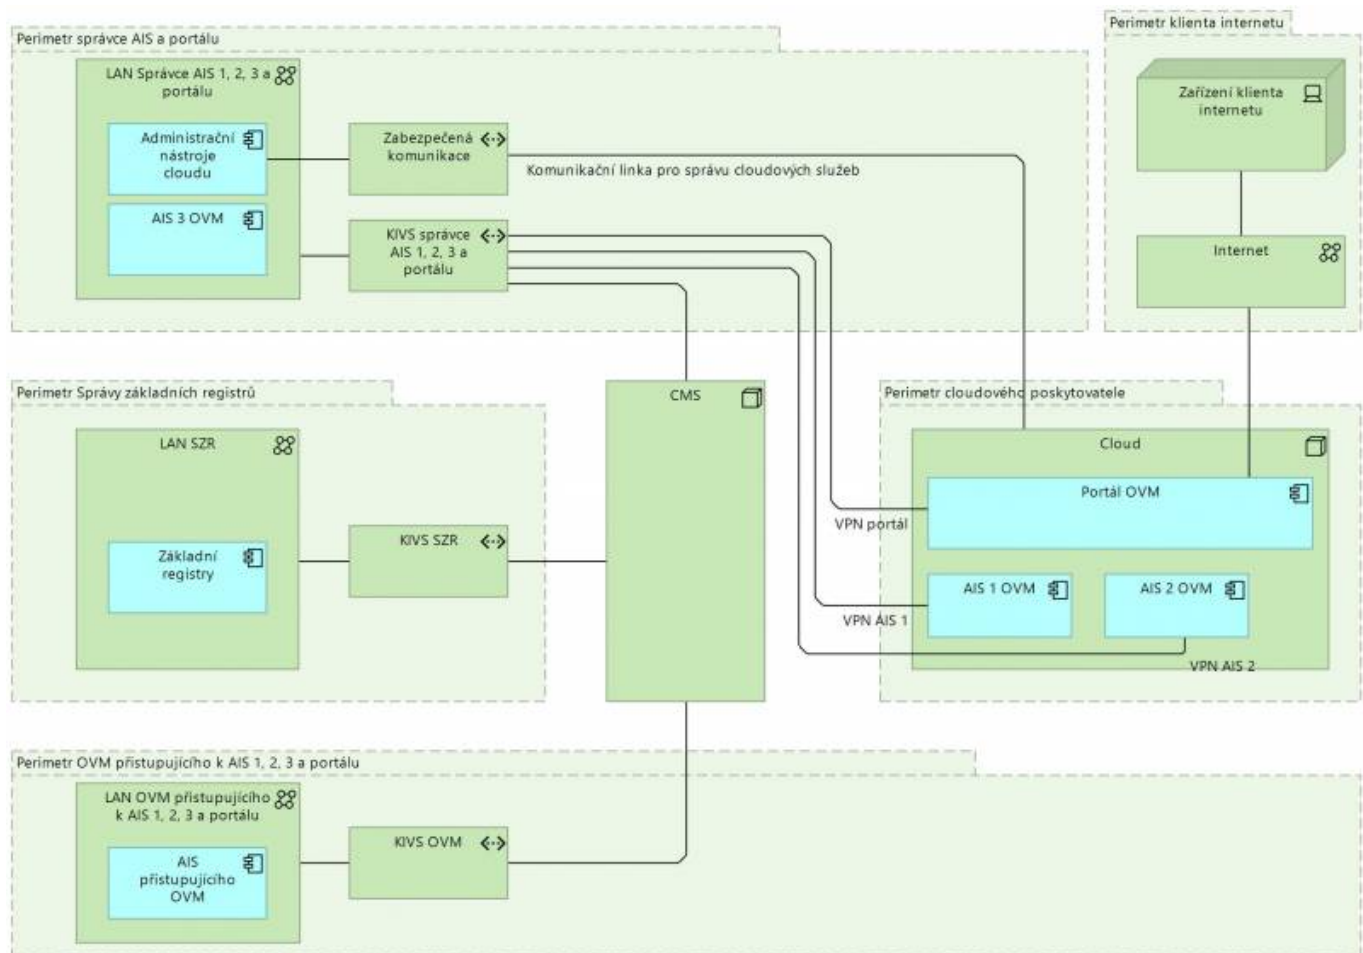 Perimetr správce AIS a portálu
LAN Správce AIS 1, 2, 3 a
portálu
Administrační
nástroje
cloudu
AIS 3 OVM
Zabezpečená
komunikace
Komunikační linka pro správu cloudových služeb
KIVS správce
AIS 1, 2, 3 a
portálu
Perimetr klienta internetu
Zařízení klienta
internetu
Internet
Perimetr Správy základních registrů
LAN SZR
Základní
registry
KIVS SZR
CMS
Perimetr cloudového poskytovatele
Cloud
Portál OVM
VPN portál
AIS 1 OVM
AIS 2 OVM
VPN AIS 1
VPN AIS 2
Perimetr OVM přistupujícího k AIS 1, 2, 3 a portálu
LAN OVM přistupujícího
k AIS 1, 2, 3 a portálu
AIS
přistupujícího
OVM
KIVS OVM